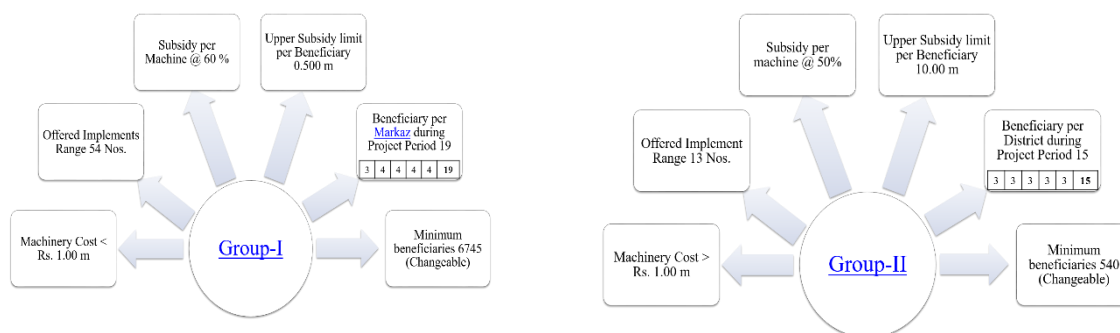 Subsidy per
Machine @ 60 %
Upper Subsidy limit
per Beneficiary
0.500 m
Offered Implements
Range 54 Nos.
Beneficiary per
Markaz during
Project Period 19
3 4 4 4 4 19
Machinery Cost <
Rs. 1.00 m
Group-I
Minimum
beneficiaries 6745
(Changeable)
Subsidy per
machine @ 50%
Upper Subsidy limit
per Beneficiary
10.00 m
Offered Implement
Range 13 Nos.
Beneficiary per
District during
Project Period 15
3 3 3 3 3 15
Machinery Cost >
Rs. 1.00 m
Group-II
Minimum
beneficiaries 540
(Changeable)